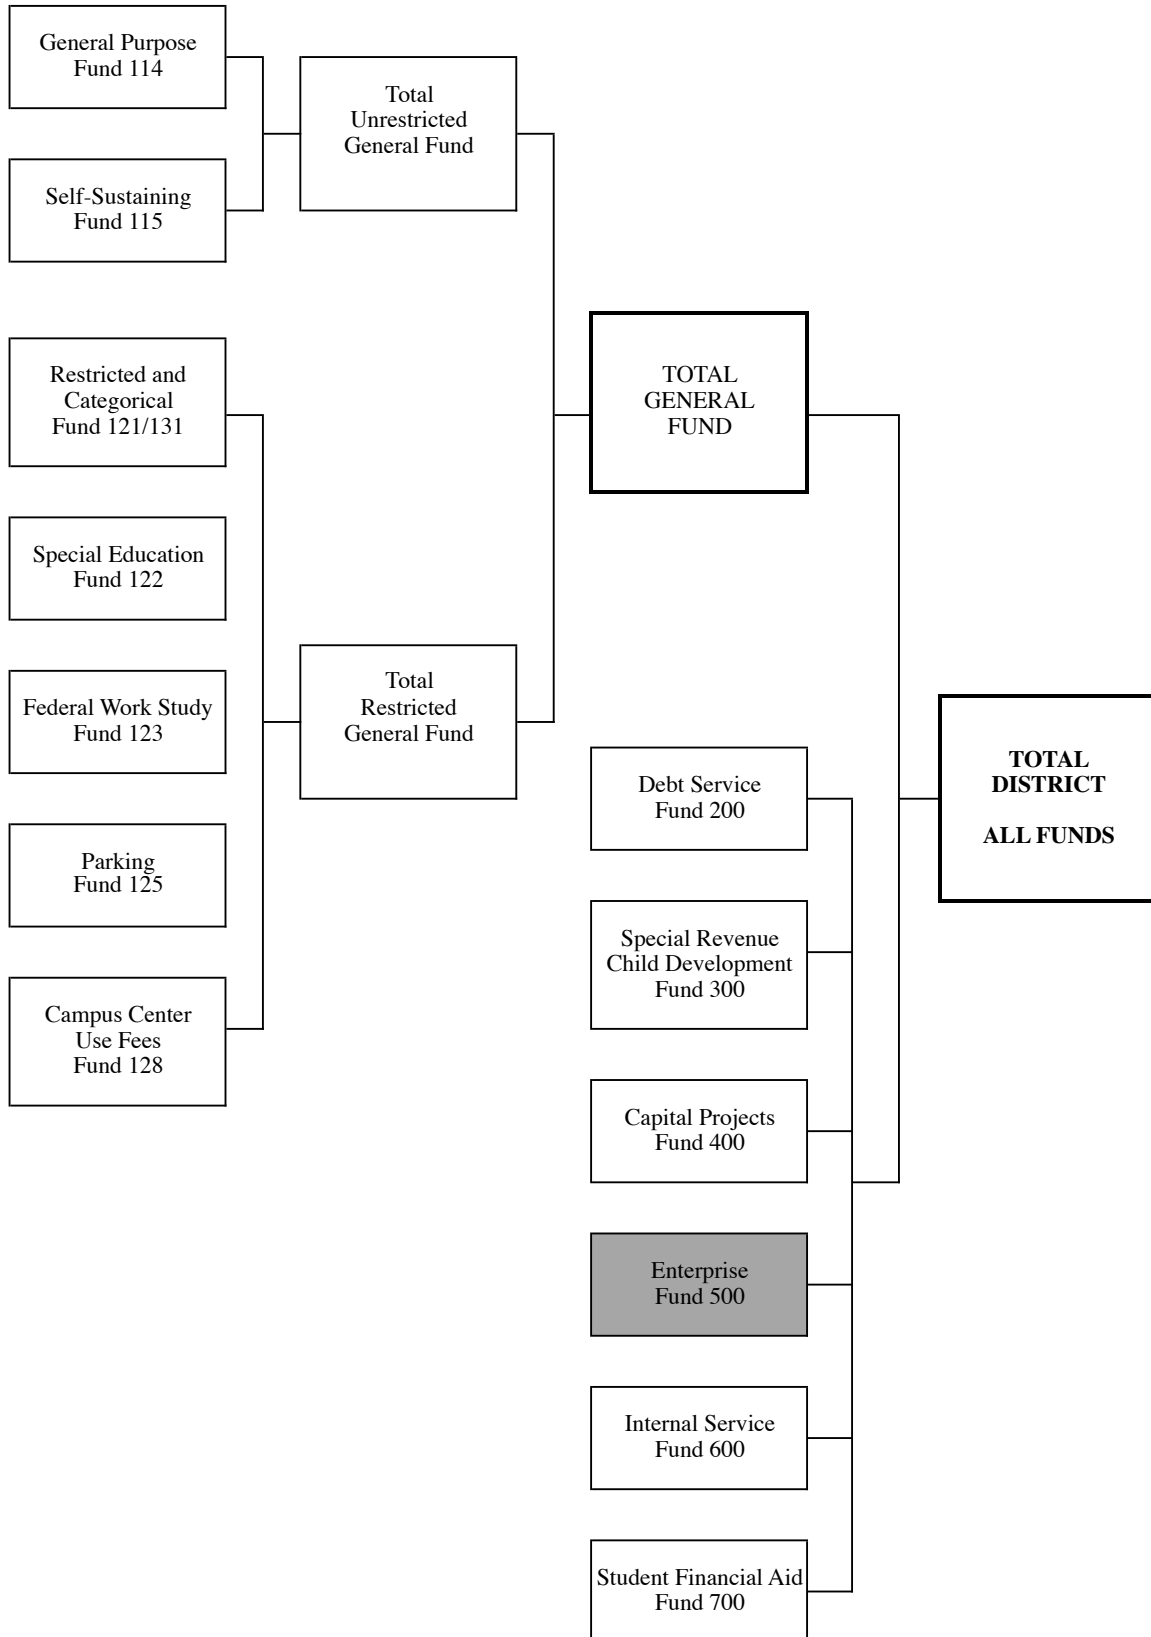 General Purpose
Fund 114
Total
Unrestricted
General Fund
Self-Sustaining
Fund 115
Restricted and
Categorical
Fund 121/131
TOTAL
GENERAL
FUND
Special Education
Fund 122
Federal Work Study
Fund 123
Total
Restricted
General Fund
Parking
Fund 125
Campus Center
Use Fees
Fund 128
Debt Service
Fund 200
TOTAL
DISTRICT
ALL FUNDS
Special Revenue
Child Development
Fund 300
Capital Projects
Fund 400
Enterprise
Fund 500
Internal Service
Fund 600
Student Financial Aid
Fund 700